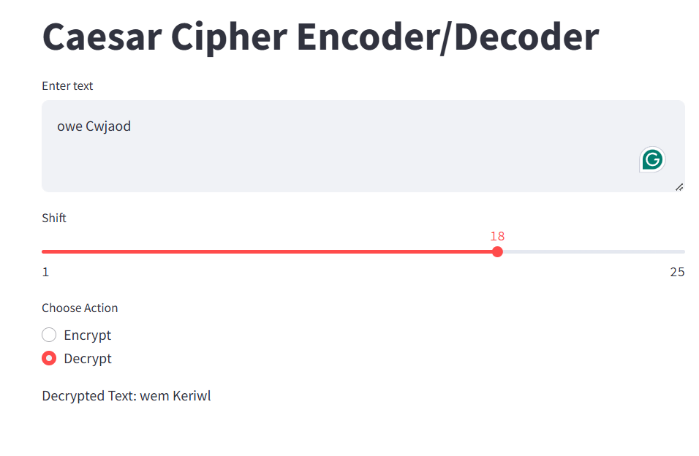 Caesar Cipher Encoder/Decoder
Enter text
owe Cwjaod
Shift
18
1 25
Choose Action
Encrypt
Decrypt
Decrypted Text: wem Keriwl